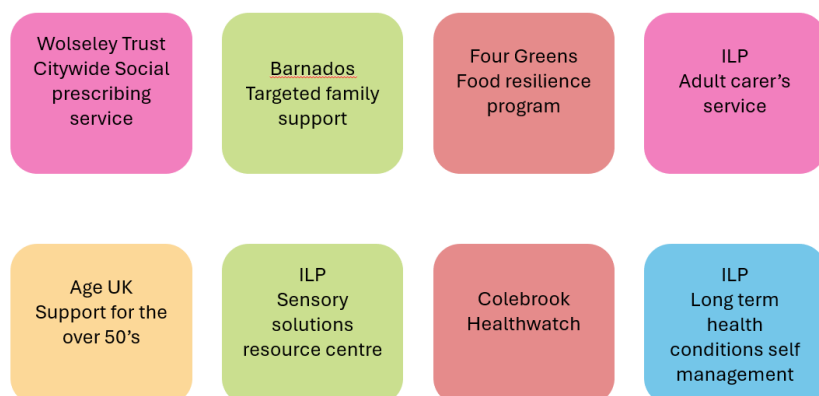 Wolseley Trust
Citywide Social
prescribing
service
Barnados
Targeted family
support
Four Greens
Food resilience
program
ILP
Adult carer’s
service
Age UK
Support for the
over 50’s
ILP
Sensory
solutions
resource centre
Colebrook
Healthwatch
ILP
Long term
health
conditions self
management